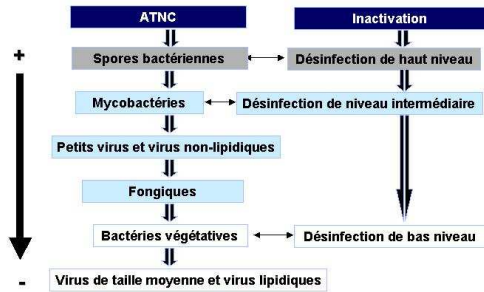 ATNC Inactivation
+
Spores bactériennes Désinfection de haut niveau
Mycobactéries Désinfection de niveau intermédiaire
Petits virus et virus non-lipidiques
Fongiques
Bactéries végétatives Désinfection de bas niveau
-
Virus de taille moyenne et virus lipidiques